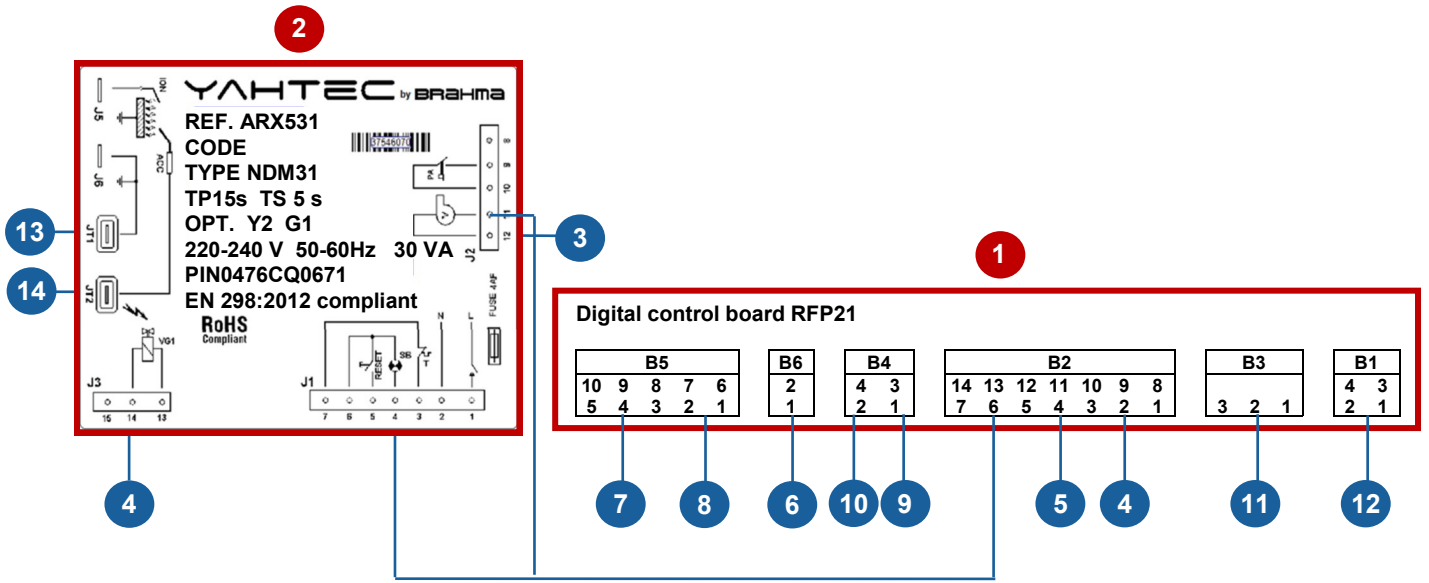 2
YAHTEC by BRAHMA
REF. ARX531
CODE
37546070
TYPE NDM31
TP15s TS 5 s
OPT. Y2 G1
220-240 V 50-60Hz 30 VA
PIN0476CQ0671
EN 298:2012 compliant
RoHS
Compliant
J5
ION
J6
ACC
JT1
JT2
VG1
J3
15 14 13
J1
RESET
SB
T
N
L
7 6 5 4 3 2 1
FUSE 4AF
J2
PA
V
8
9
10
11
12
13
14
3
4
1
Digital control board RFP21
B5
10 9 8 7 6
5 4 3 2 1
B6
2
1
B4
4 3
2 1
B2
14 13 12 11 10 9 8
7 6 5 4 3 2 1
B3
3 2 1
B1
4 3
2 1
7
8
6
10
9
5
4
11
12